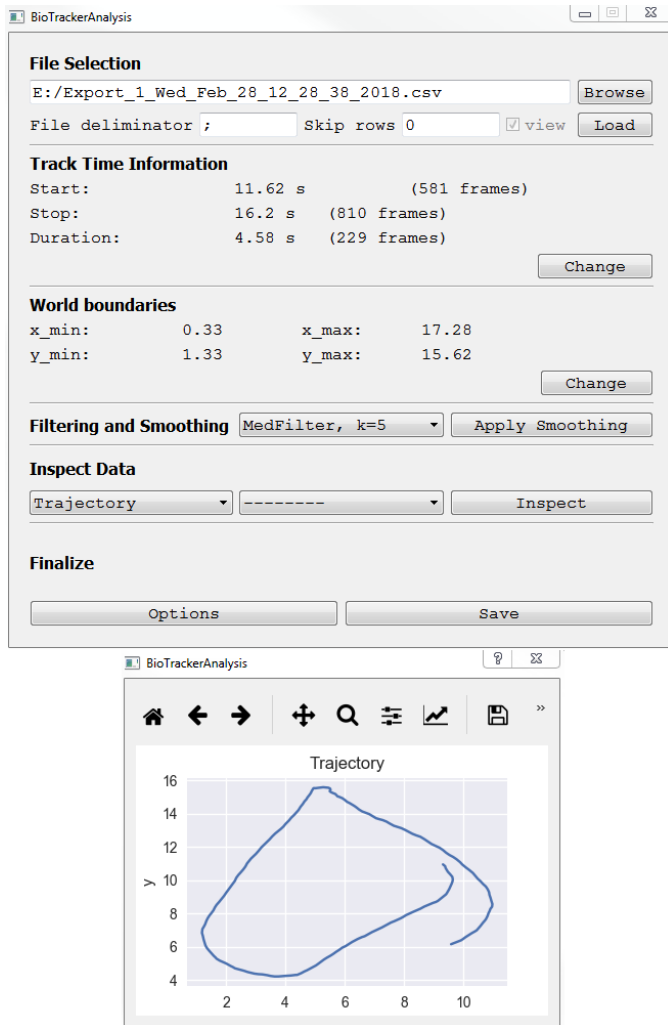 BioTrackerAnalysis
File Selection
E:/Export_1_Wed_Feb_28_12_28_38_2018.csv Browse
File deliminator ; Skip rows 0 view Load
Track Time Information
Start: 11.62 s (581 frames)
Stop: 16.2 s (810 frames)
Duration: 4.58 s (229 frames)
Change
World boundaries
x_min: 0.33 x_max: 17.28
y_min: 1.33 y_max: 15.62
Change
Filtering and Smoothing MedFilter, k=5 Apply Smoothing
Inspect Data
Trajectory -------- Inspect
Finalize
Options Save
BioTrackerAnalysis
Trajectory
16
14
12
y 10
8
6
4
2 4 6 8 10